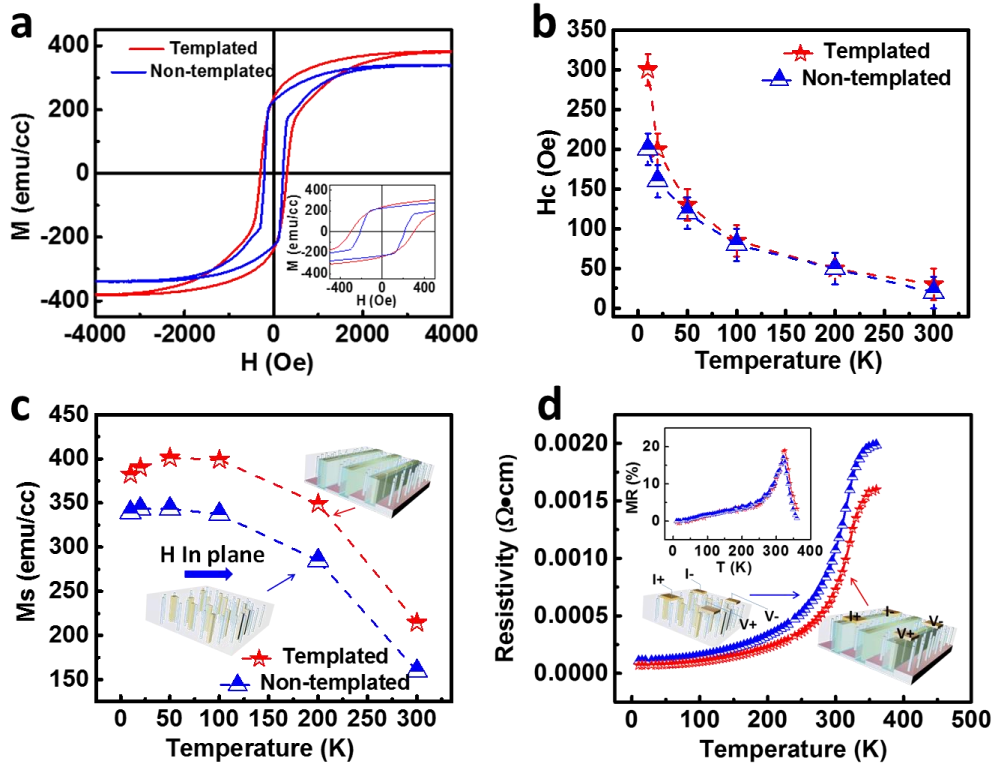 a
Templated
Non-templated
M (emu/cc)
400
200
0
-200
-400
-4000 -2000 0 2000 4000
H (Oe)
M (emu/cc)
400
200
0
-200
-400
-400 0 400
H (Oe)
b
Templated
Non-templated
Hc (Oe)
350
300
250
200
150
100
50
0
0 50 100 150 200 250 300
Temperature (K)
c
Ms (emu/cc)
450
400
350
300
250
200
150
H In plane
Templated
Non-templated
0 50 100 150 200 250 300
Temperature (K)
d
Resistivity (Ω•cm)
0.0020
0.0015
0.0010
0.0005
0.0000
MR (%)
20
10
0
0 100 200 300 400
T (K)
I+ I-
V+ V-
I+ I-
V+ V-
0 100 200 300 400 500
Temperature (K)